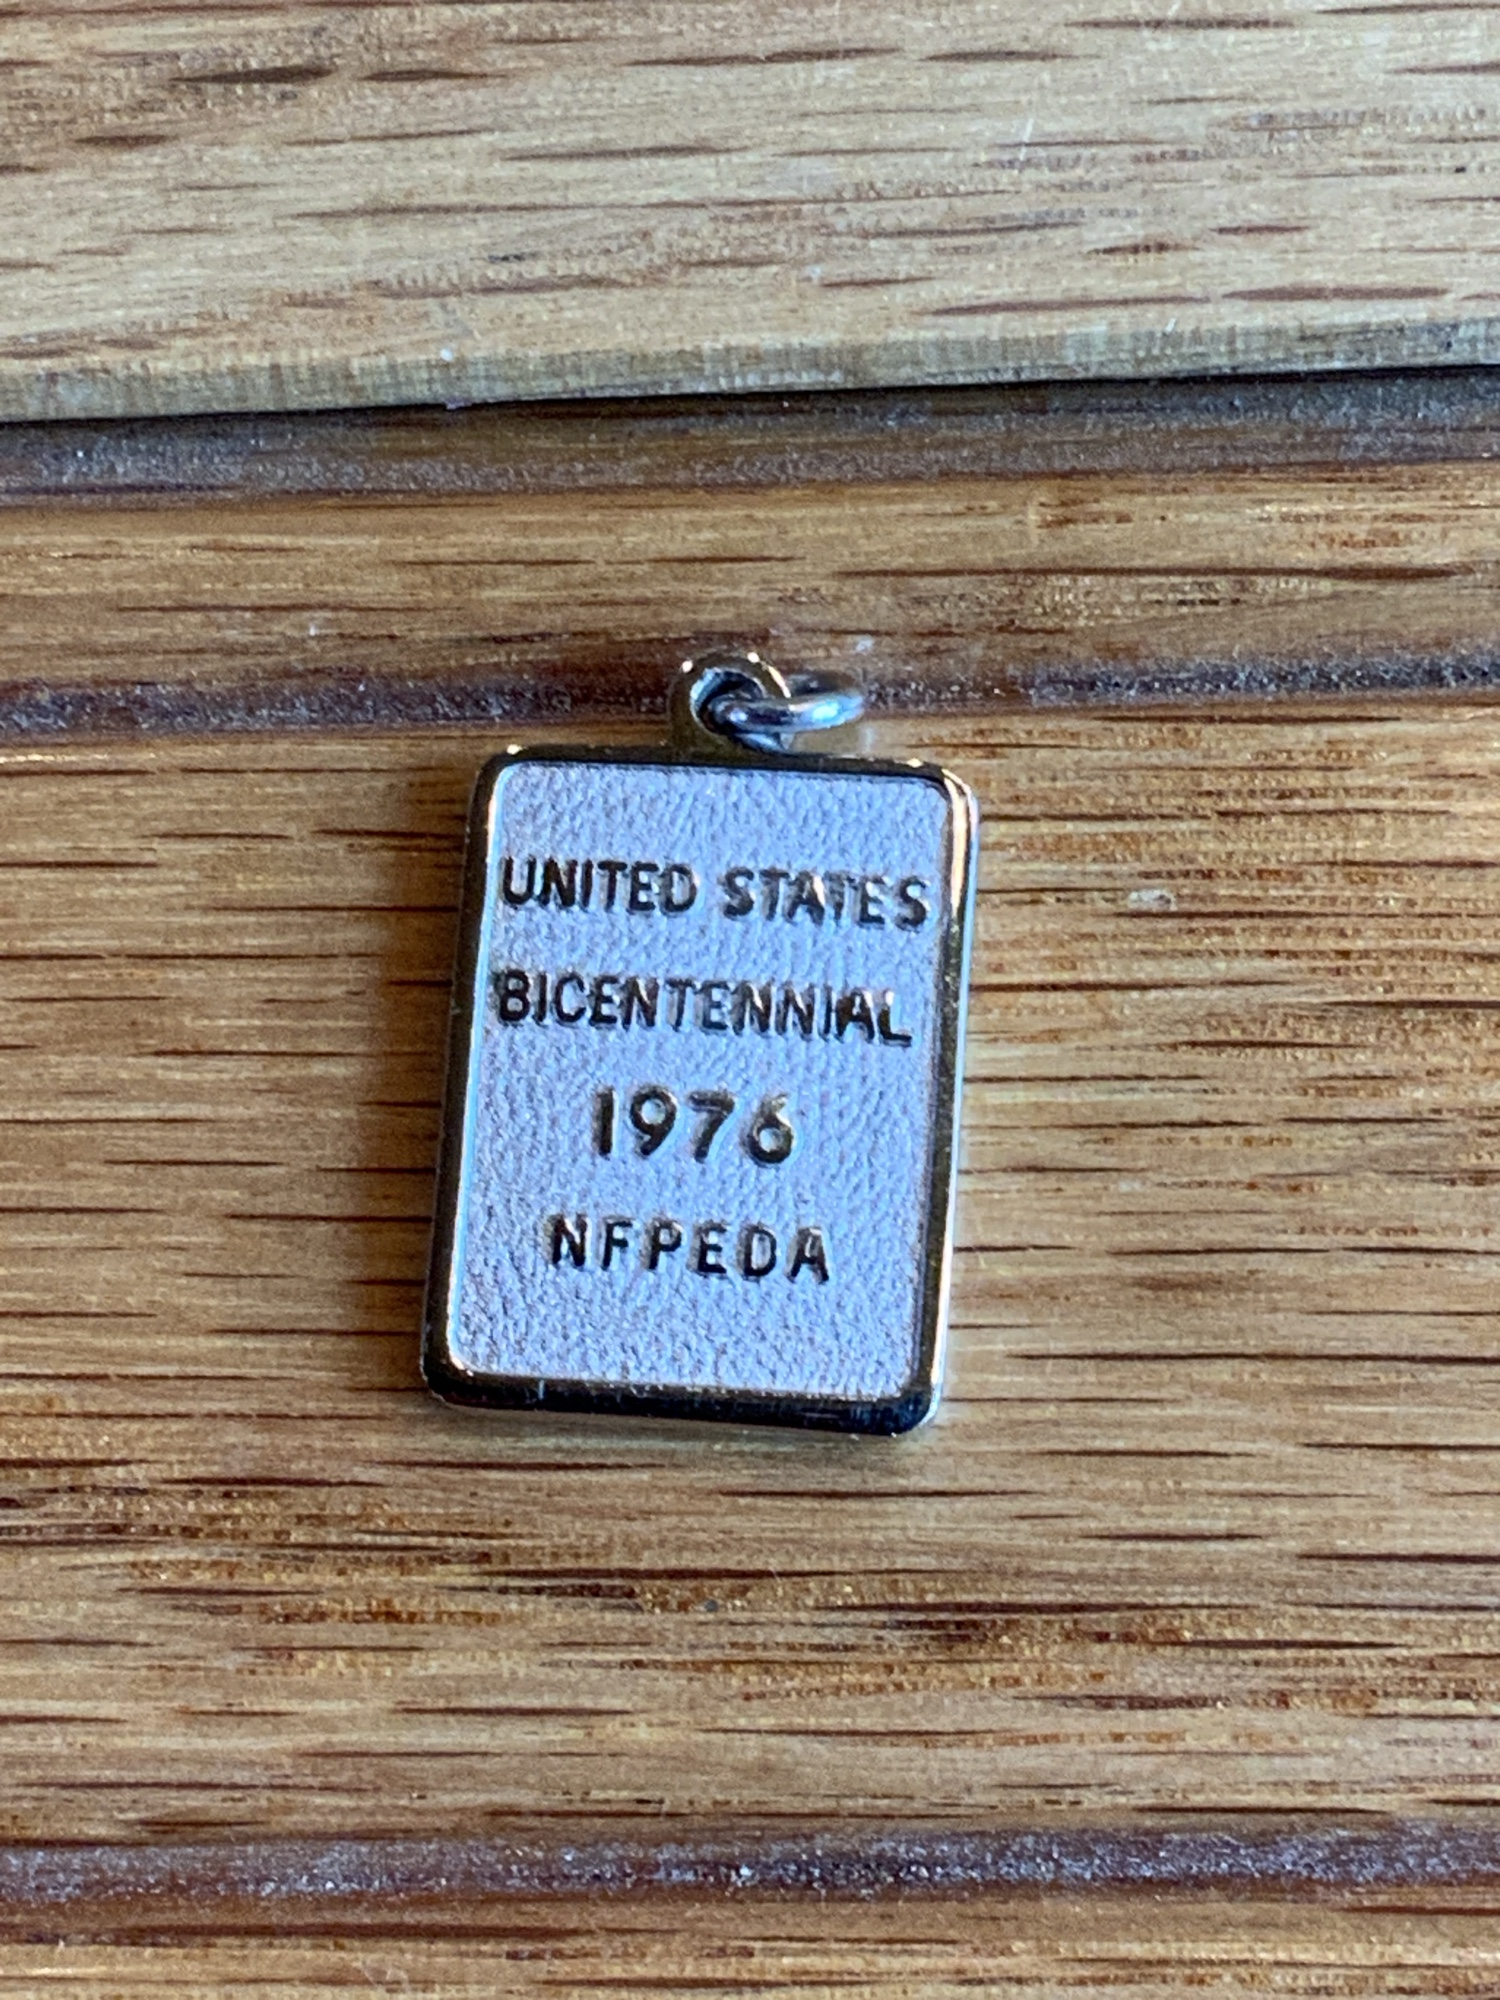 UNITED STATES
BICENTENNIAL
1976
NFPEDA